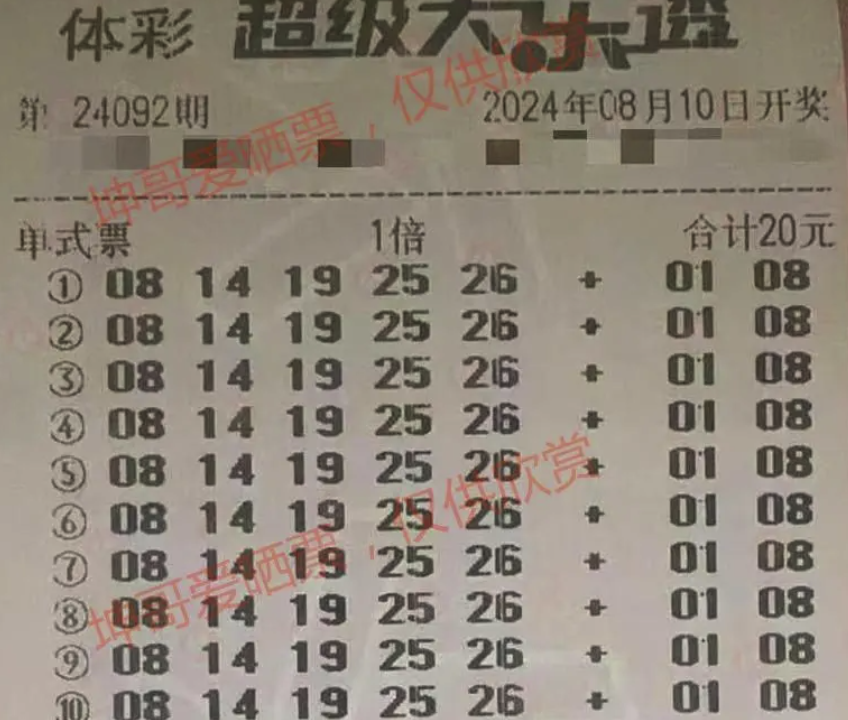 体彩 超级大乐透
第 24092期 2024年08月10日开奖
单式票 1倍 合计20元
① 08 14 19 25 26 + 01 08
② 08 14 19 25 26 + 01 08
③ 08 14 19 25 26 + 01 08
④ 08 14 19 25 26 + 01 08
⑤ 08 14 19 25 26 + 01 08
⑥ 08 14 19 25 26 + 01 08
⑦ 08 14 19 25 26 + 01 08
⑧ 08 14 19 25 26 + 01 08
⑨ 08 14 19 25 26 + 01 08
⑩ 08 14 19 25 26 + 01 08
坤哥爱晒票，仅供欣赏
坤哥爱晒票，仅供欣赏